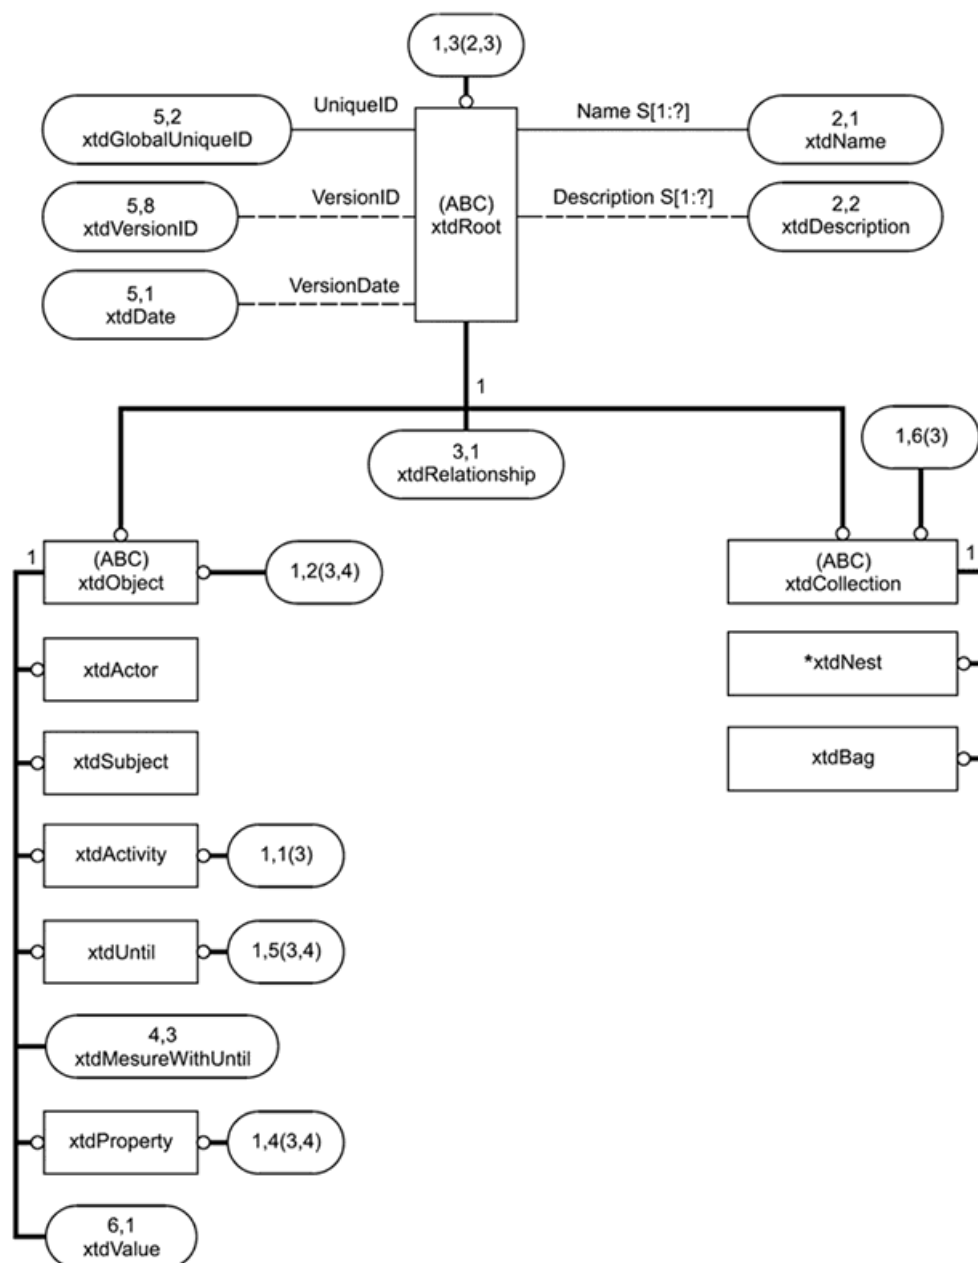 1,3(2,3)
UniqueID
Name S[1:?]
5,2
xtdGlobalUniqueID
2,1
xtdName
VersionID
(ABC)
xtdRoot
Description S[1:?]
5,8
xtdVersionID
2,2
xtdDescription
VersionDate
5,1
xtdDate
1
3,1
xtdRelationship
1,6(3)
1
(ABC)
xtdObject
1,2(3,4)
(ABC)
xtdCollection
1
xtdActor
*xtdNest
xtdSubject
xtdBag
xtdActivity
1,1(3)
xtdUntil
1,5(3,4)
4,3
xtdMesureWithUntil
xtdProperty
1,4(3,4)
6,1
xtdValue